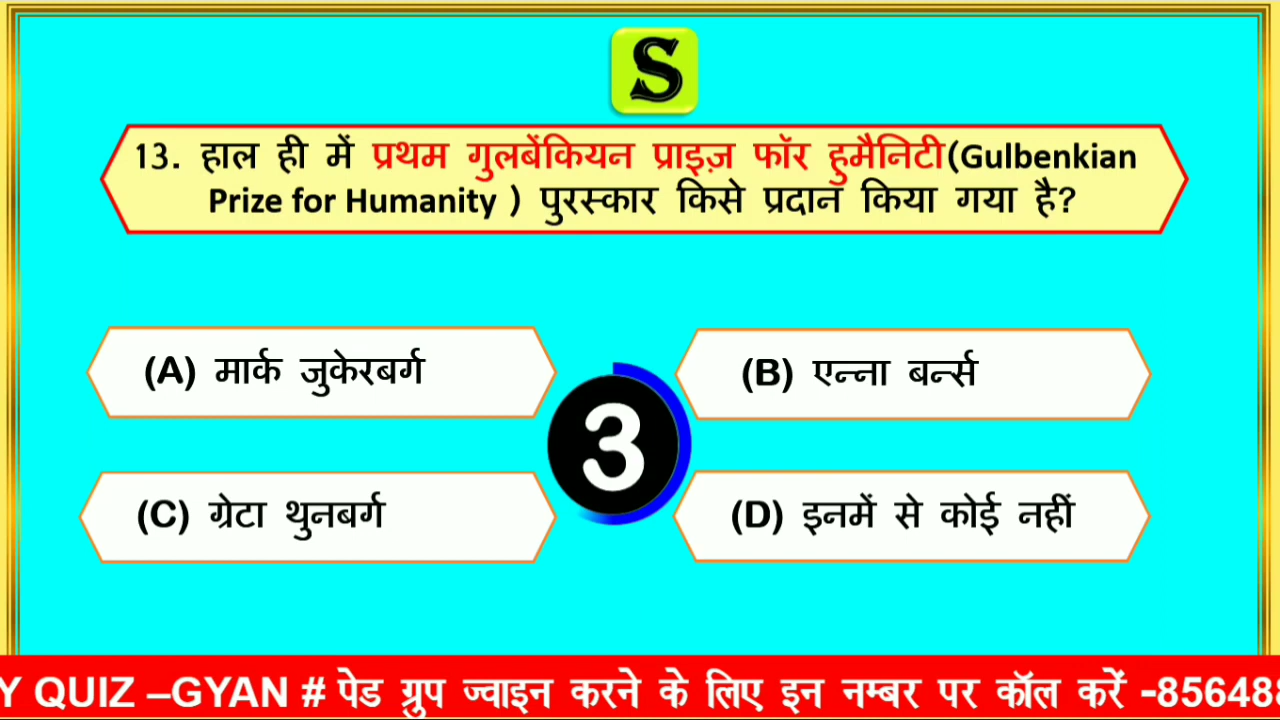 S
13. हाल ही में प्रथम गुलबेंकियन प्राइज़ फॉर हुमैनिटी(Gulbenkian
Prize for Humanity ) पुरस्कार किसे प्रदान किया गया है?
(A) मार्क जुकेरबर्ग
(B) एन्ना बर्न्स
3
(C) ग्रेटा थुनबर्ग
(D) इनमें से कोई नहीं
Y QUIZ –GYAN # पेड ग्रुप ज्वाइन करने के लिए इन नम्बर पर कॉल करें -85648